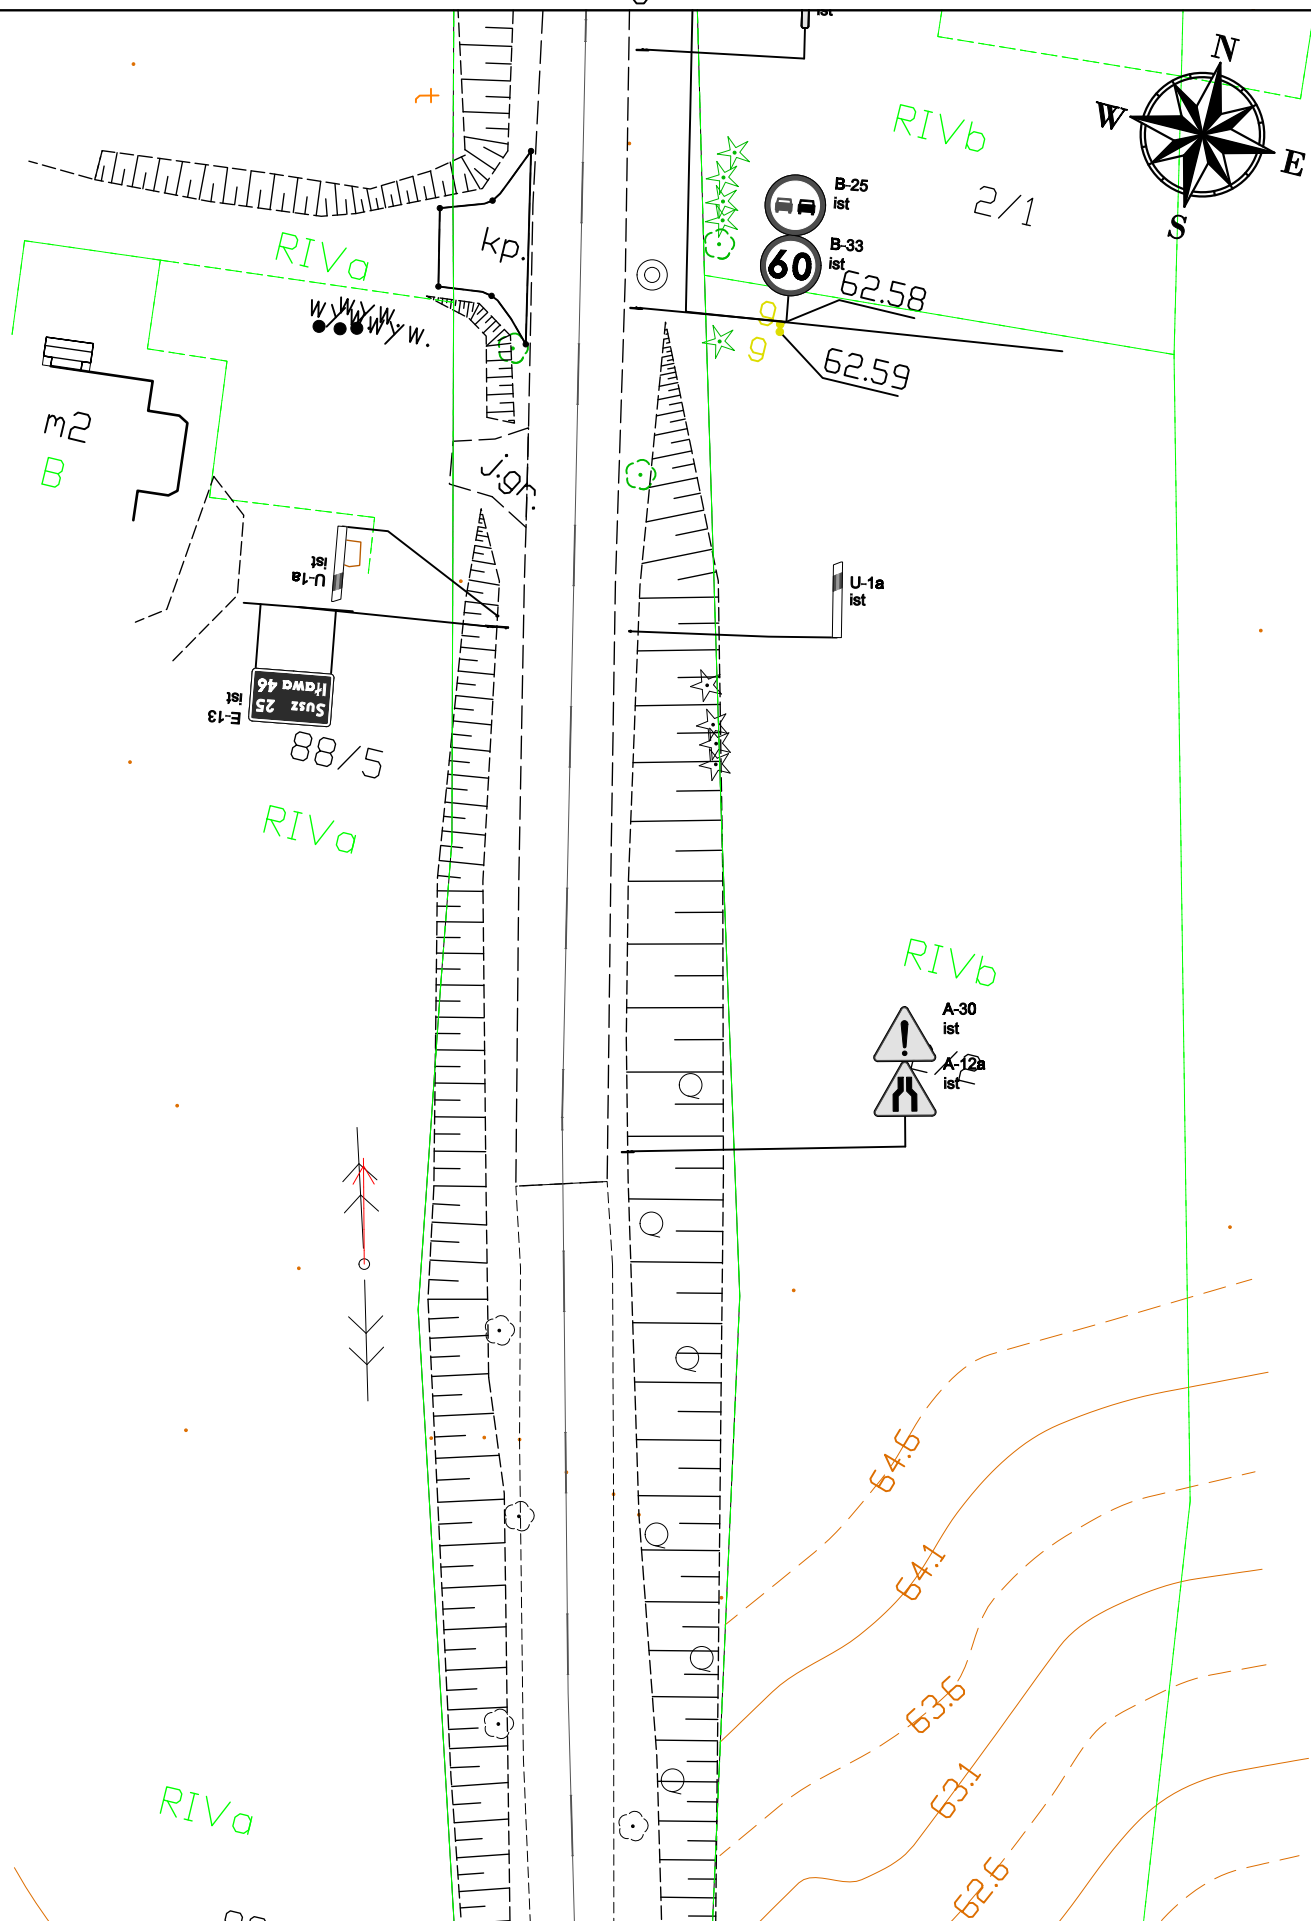 ist
N
W
E
S
t
RIVb
2/1
B-25
ist
B-33
ist
60
62.58
62.59
g
g
kp.
RIVa
w.
w.
m2
B
j.gr.
U-1a
ist
U-1a
ist
Susz 25
Iława 46
E-13
ist
88/5
RIVa
RIVb
A-30
ist
A-12a
ist
64.6
64.1
63.6
63.1
62.6
RIVa